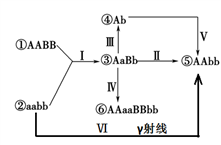 ④Ab
Ⅲ
Ⅴ
①AABB
Ⅰ
③AaBb
Ⅱ
⑤AAbb
Ⅳ
②aabb
⑥AAaaBBbb
Ⅵ γ射线